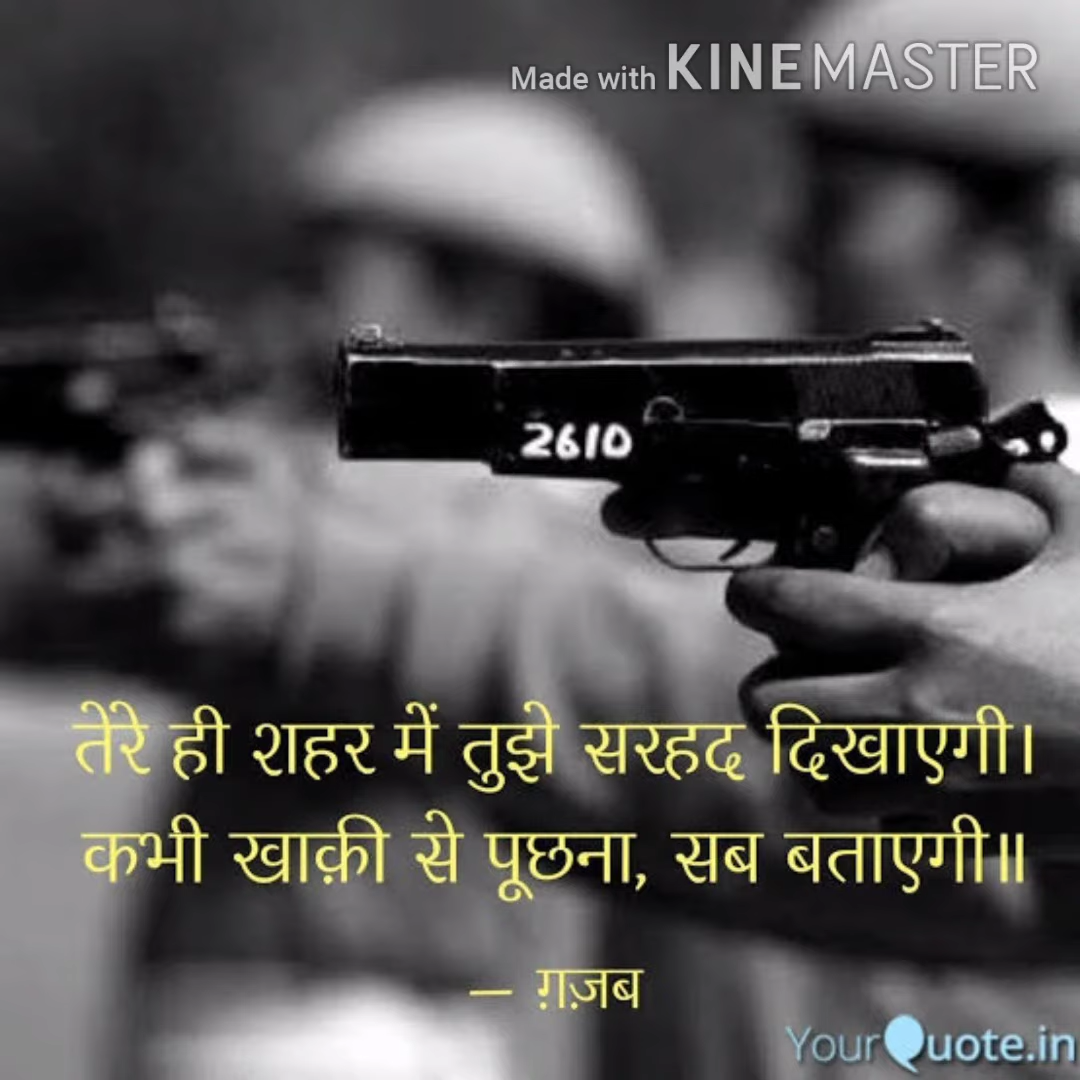 Made with KINEMASTER
2610
तेरे ही शहर में तुझे सरहद दिखाएगी।
कभी ख़ाक़ी से पूछना, सब बताएगी॥
– ग़ज़ब
YourQuote.in